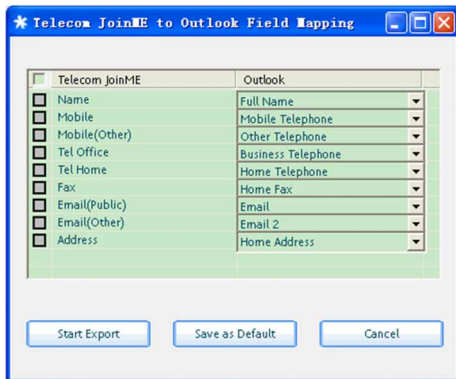 Telecom JoinME to Outlook Field Mapping
Telecom JoinME Outlook
Name Full Name
Mobile Mobile Telephone
Mobile(Other) Other Telephone
Tel Office Business Telephone
Tel Home Home Telephone
Fax Home Fax
Email(Public) Email
Email(Other) Email 2
Address Home Address
Start Export Save as Default Cancel